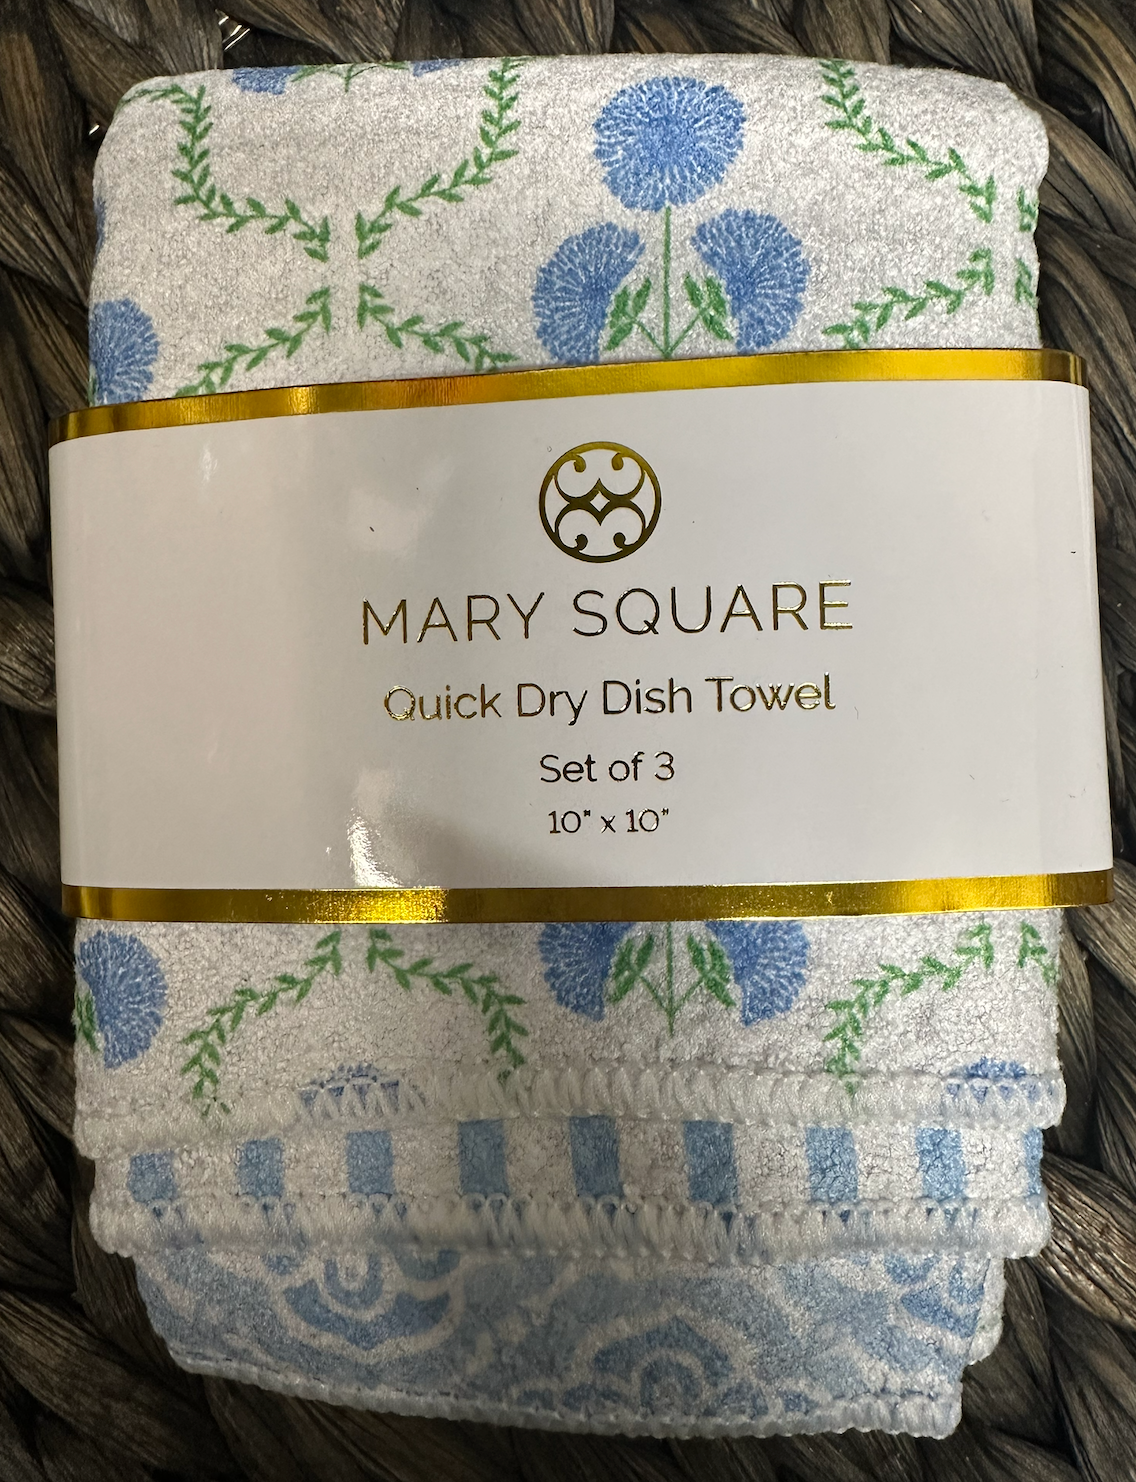 MARY SQUARE
Quick Dry Dish Towel
Set of 3
10" x 10"